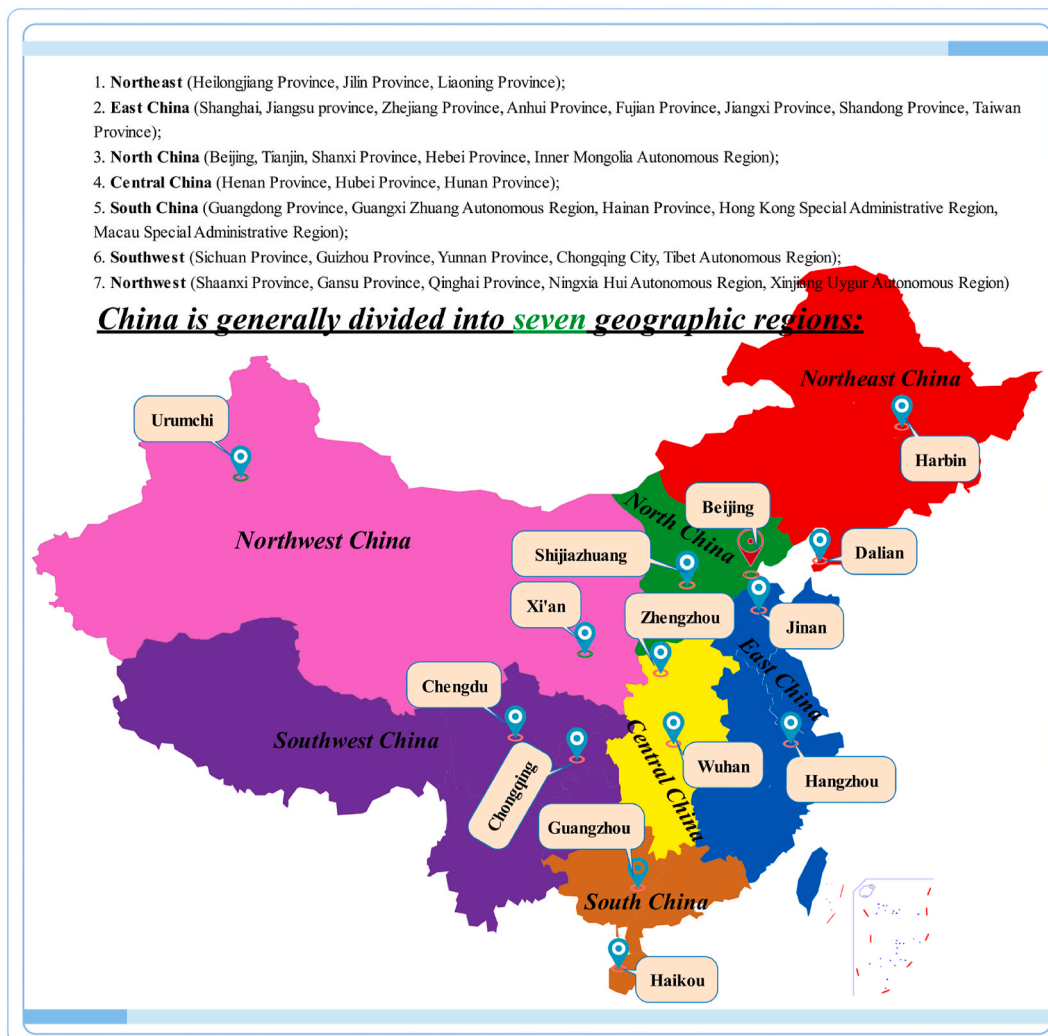 1. Northeast (Heilongjiang Province, Jilin Province, Liaoning Province);
2. East China (Shanghai, Jiangsu province, Zhejiang Province, Anhui Province, Fujian Province, Jiangxi Province, Shandong Province, Taiwan
Province);
3. North China (Beijing, Tianjin, Shanxi Province, Hebei Province, Inner Mongolia Autonomous Region);
4. Central China (Henan Province, Hubei Province, Hunan Province);
5. South China (Guangdong Province, Guangxi Zhuang Autonomous Region, Hainan Province, Hong Kong Special Administrative Region,
Macau Special Administrative Region);
6. Southwest (Sichuan Province, Guizhou Province, Yunnan Province, Chongqing City, Tibet Autonomous Region);
7. Northwest (Shaanxi Province, Gansu Province, Qinghai Province, Ningxia Hui Autonomous Region, Xinjiang Uygur Autonomous Region)
China is generally divided into seven geographic regions:
Northeast China
Urumchi
Harbin
Beijing
North China
Northwest China
Shijiazhuang
Dalian
Xi'an
Zhengzhou
Jinan
East China
Chengdu
Southwest China
Central China
Wuhan
Hangzhou
Chongqing
Guangzhou
South China
Haikou